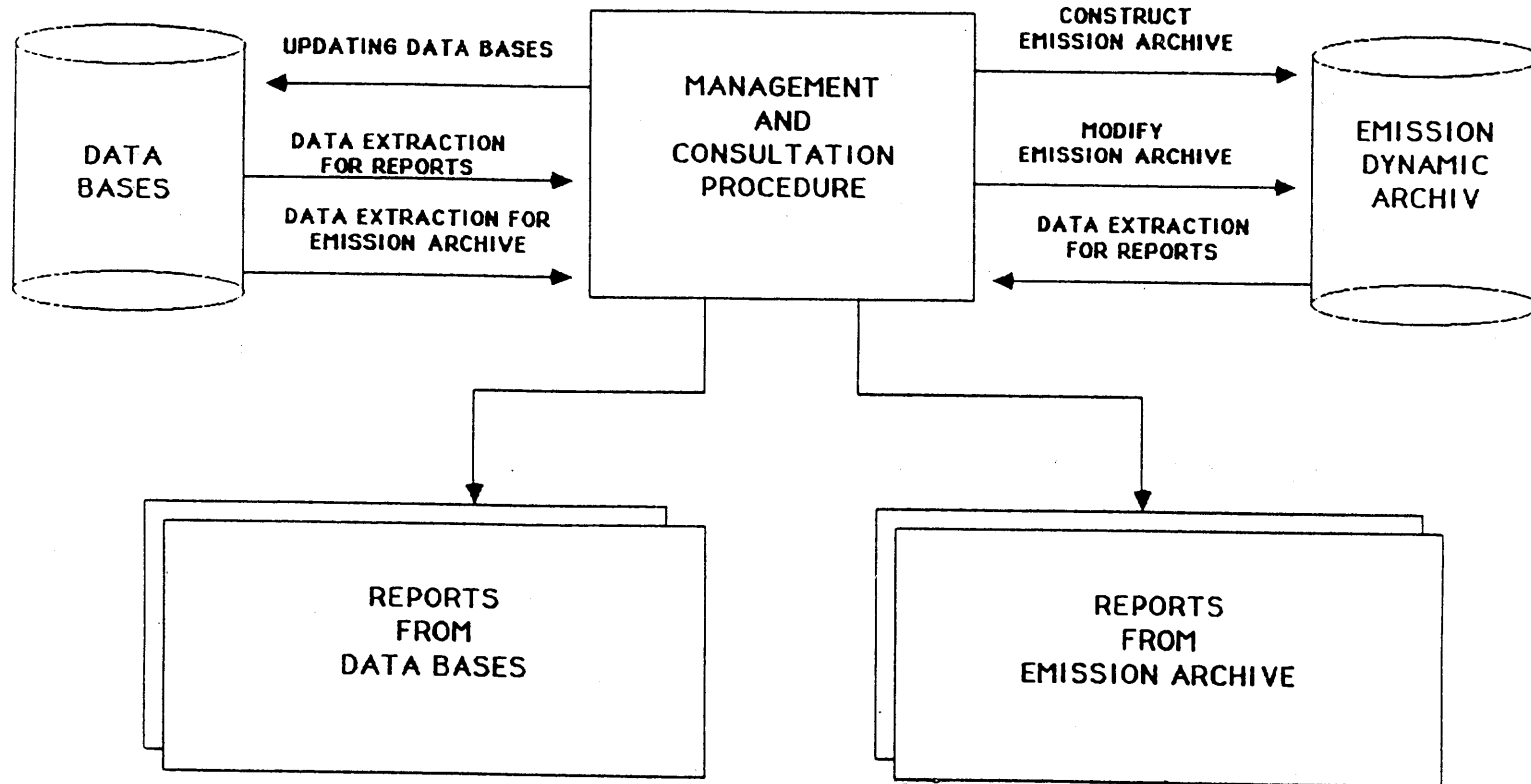 UPDATING DATA BASES
DATA
BASES
DATA EXTRACTION
FOR REPORTS
DATA EXTRACTION FOR
EMISSION ARCHIVE
MANAGEMENT
AND
CONSULTATION
PROCEDURE
CONSTRUCT
EMISSION ARCHIVE
MODIFY
EMISSION ARCHIVE
DATA EXTRACTION
FOR REPORTS
EMISSION
DYNAMIC
ARCHIV
REPORTS
FROM
DATA BASES
REPORTS
FROM
EMISSION ARCHIVE